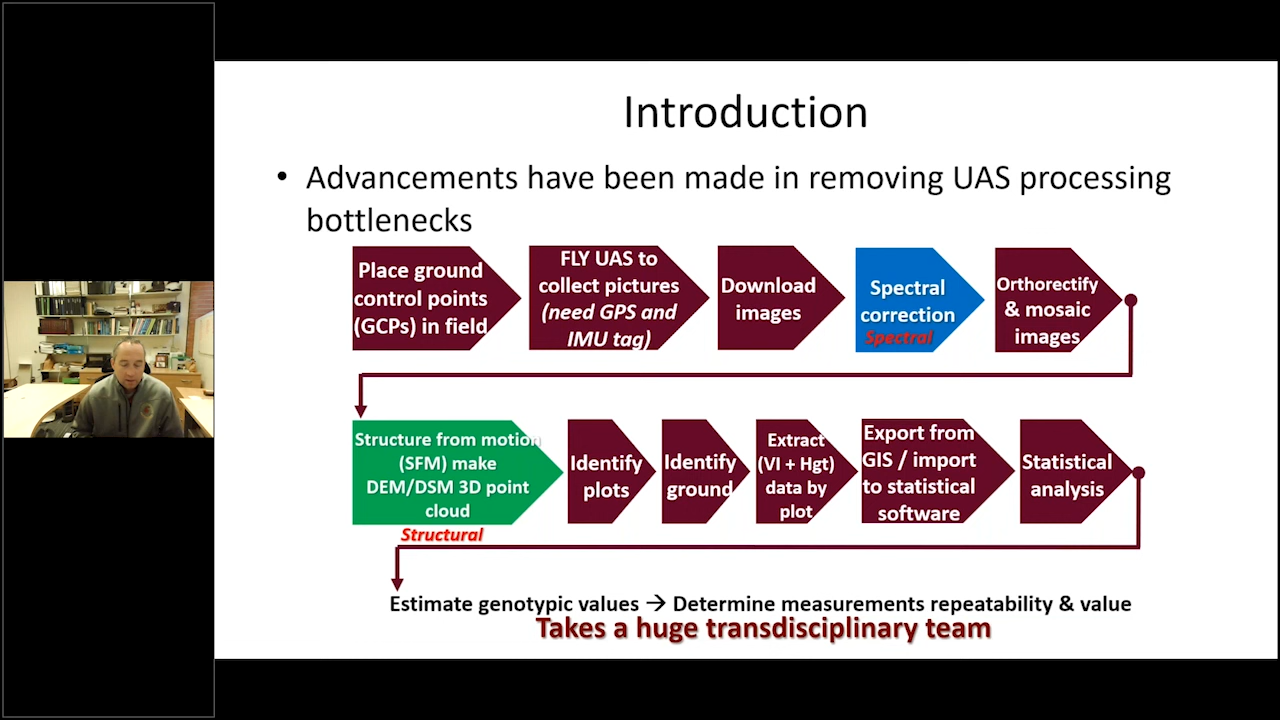 Introduction
• Advancements have been made in removing UAS processing
bottlenecks
Place ground
control points
(GCPs) in field
FLY UAS to
collect pictures
(need GPS and
IMU tag)
Download
images
Spectral
correction
Spectral
Orthorectify
& mosaic
images
Structure from motion
(SFM) make
DEM/DSM 3D point
cloud
Structural
Identify
plots
Identify
ground
Extract
(VI + Hgt)
data by
plot
Export from
GIS / import
to statistical
software
Statistical
analysis
Estimate genotypic values → Determine measurements repeatability & value
Takes a huge transdisciplinary team